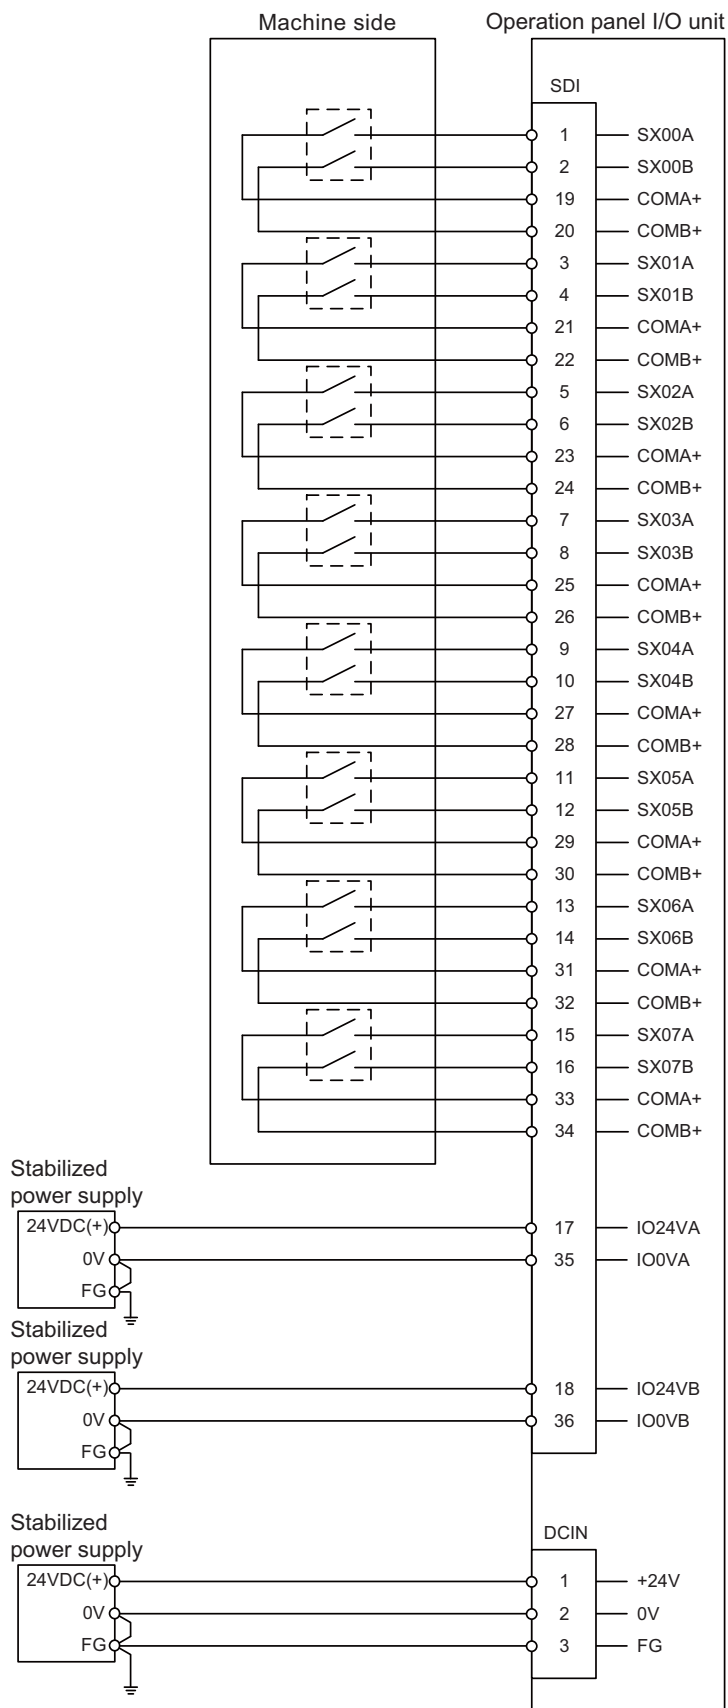 Machine side
Operation panel I/O unit
SDI
1 SX00A
2 SX00B
19 COMA+
20 COMB+
3 SX01A
4 SX01B
21 COMA+
22 COMB+
5 SX02A
6 SX02B
23 COMA+
24 COMB+
7 SX03A
8 SX03B
25 COMA+
26 COMB+
9 SX04A
10 SX04B
27 COMA+
28 COMB+
11 SX05A
12 SX05B
29 COMA+
30 COMB+
13 SX06A
14 SX06B
31 COMA+
32 COMB+
15 SX07A
16 SX07B
33 COMA+
34 COMB+
Stabilized
power supply
24VDC(+) 17 IO24VA
0V 35 IO0VA
FG
Stabilized
power supply
24VDC(+) 18 IO24VB
0V 36 IO0VB
FG
Stabilized
power supply
DCIN
24VDC(+) 1 +24V
0V 2 0V
FG 3 FG